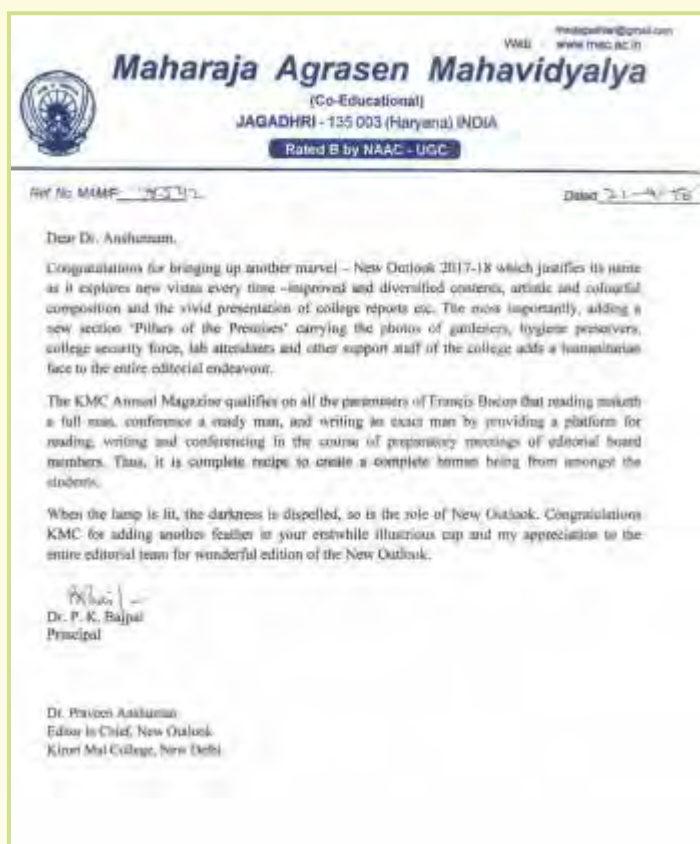 Web : www.mac.ac.in
Maharaja Agrasen Mahavidyalya
(Co-Educational)
JAGADHRI - 135 003 (Haryana) INDIA
Rated B by NAAC - UGC
Ref No MAMF
Dated
Dear Dr. Anshumam,
Congratulations for bringing up another marvel – New Outlook 2017-18 which justifies its name
as it explores new vistas every time –improved and diversified contents, artistic and colourful
composition and the vivid presentation of college reports etc. The most importantly, adding a
new section 'Pillars of the Premises' carrying the photos of gardeners, hygiene preservers,
college security force, lab attendants and other support staff of the college adds a humanitarian
face to the entire editorial endeavour.
The KMC Annual Magazine qualifies on all the parameters of Francis Bacon that reading maketh
a full man, conference a ready man, and writing an exact man by providing a platform for
reading, writing and conferencing in the course of preparatory meetings of editorial board
members. Thus, it is complete recipe to create a complete human being from amongst the
students.
When the lamp is lit, the darkness is dispelled, so is the role of New Outlook. Congratulations
KMC for adding another feather in your erstwhile illustrious cap and my appreciation to the
entire editorial team for wonderful edition of the New Outlook.
Dr. P. K. Bajpai
Principal
Dr. Praveen Anshuman
Editor in Chief, New Outlook
Kirori Mal College, New Delhi